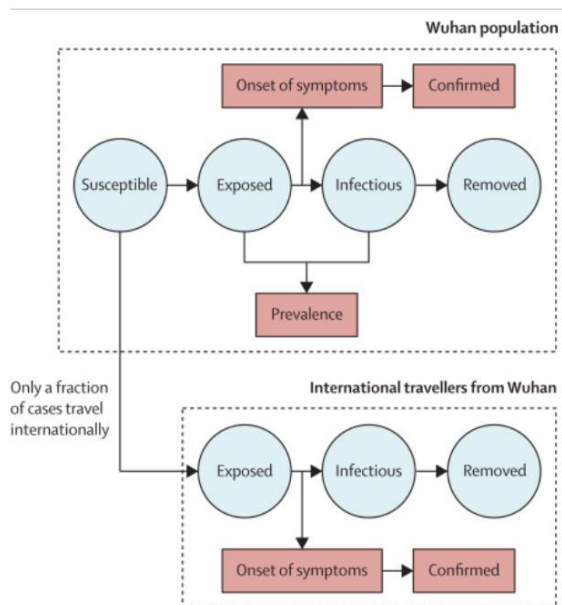 Wuhan population
Onset of symptoms
Confirmed
Susceptible
Exposed
Infectious
Removed
Prevalence
Only a fraction
of cases travel
internationally
International travellers from Wuhan
Exposed
Infectious
Removed
Onset of symptoms
Confirmed